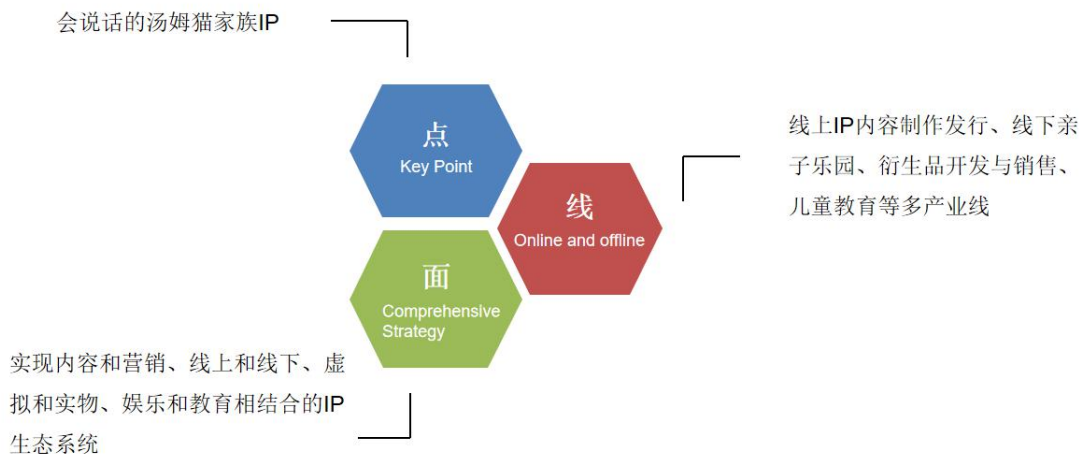 会说话的汤姆猫家族IP
点
Key Point
线上IP内容制作发行、线下亲
子乐园、衍生品开发与销售、
儿童教育等多产业线
线
Online and offline
面
Comprehensive
Strategy
实现内容和营销、线上和线下、虚
拟和实物、娱乐和教育相结合的IP
生态系统